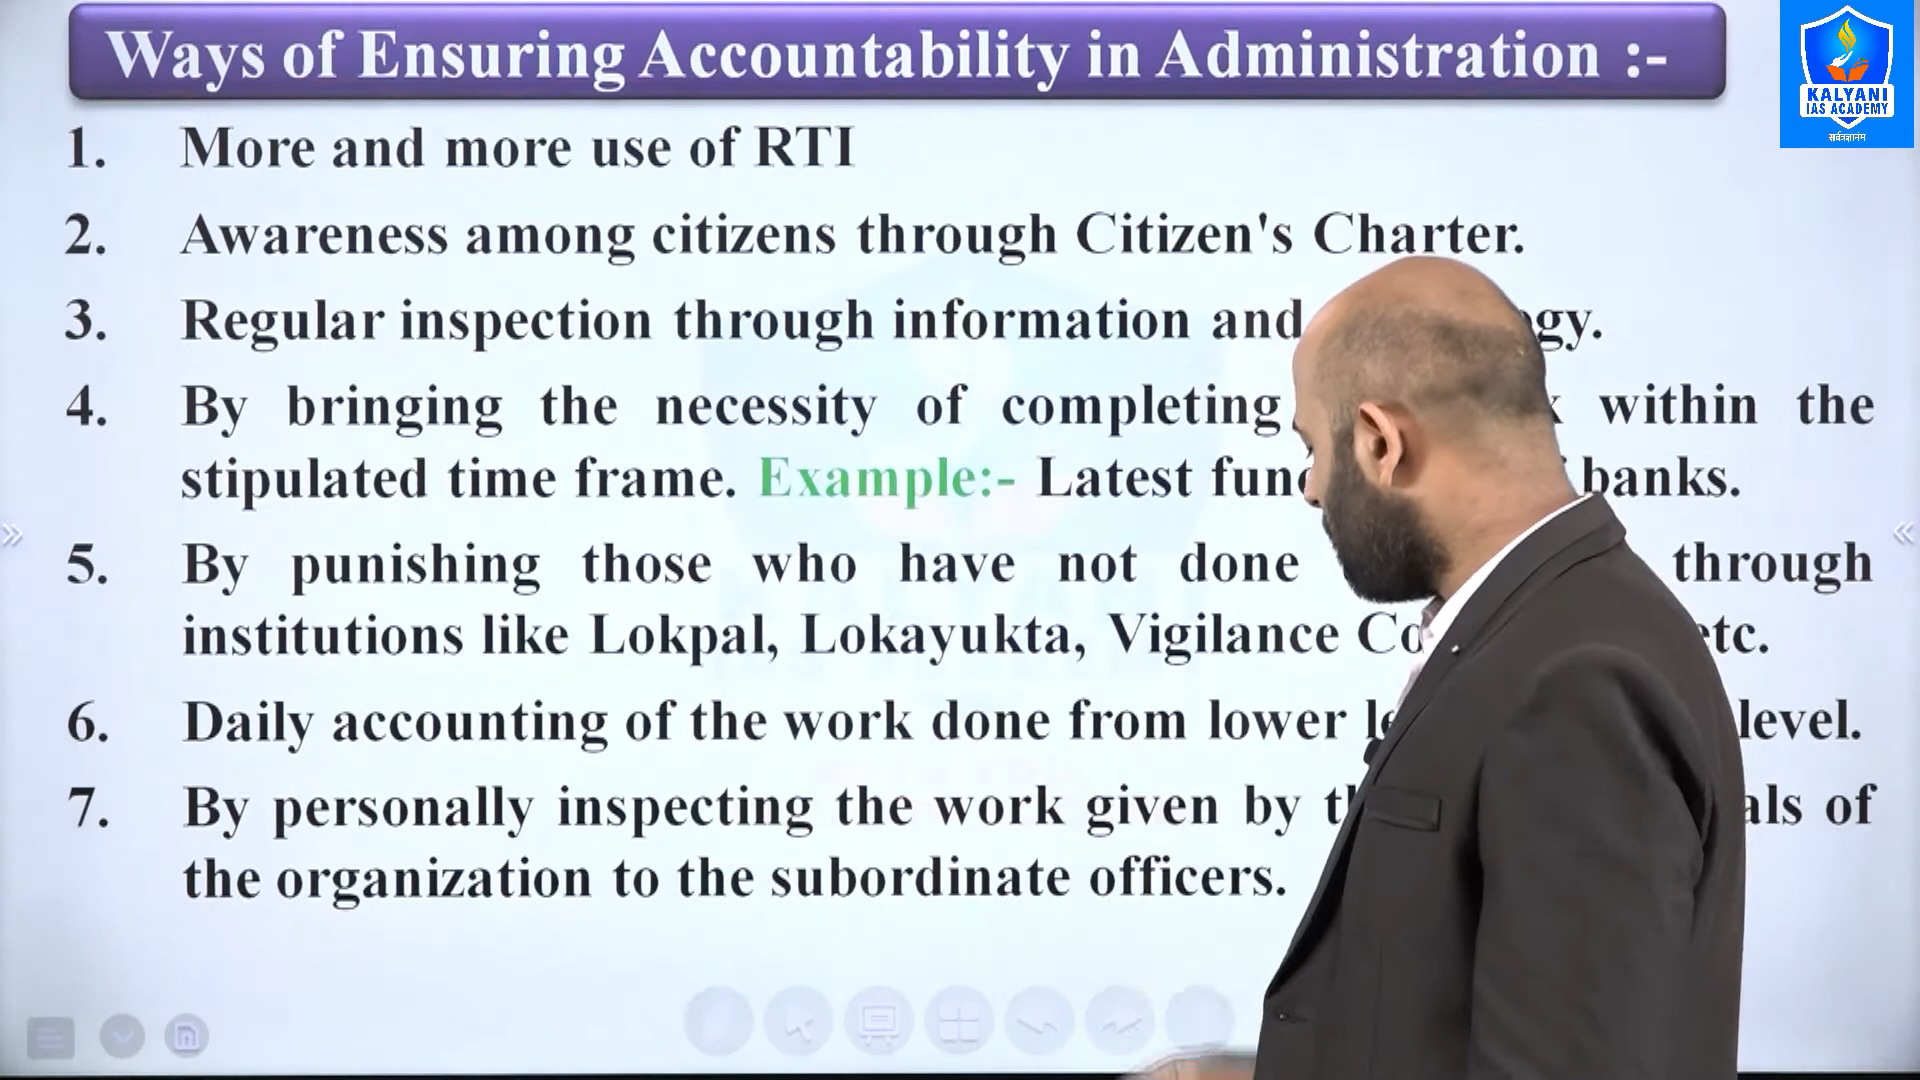 Ways of Ensuring Accountability in Administration :-
KALYANI
IAS ACADEMY
सर्वत्रज्ञानंम
1. More and more use of RTI
2. Awareness among citizens through Citizen's Charter.
3. Regular inspection through information and
4. By bringing the necessity of completing within the
stipulated time frame. Example:- Latest banks.
5. By punishing those who have not done through
institutions like Lokpal, Lokayukta, Vigilance etc.
6. Daily accounting of the work done from lower level.
7. By personally inspecting the work given by of
the organization to the subordinate officers.